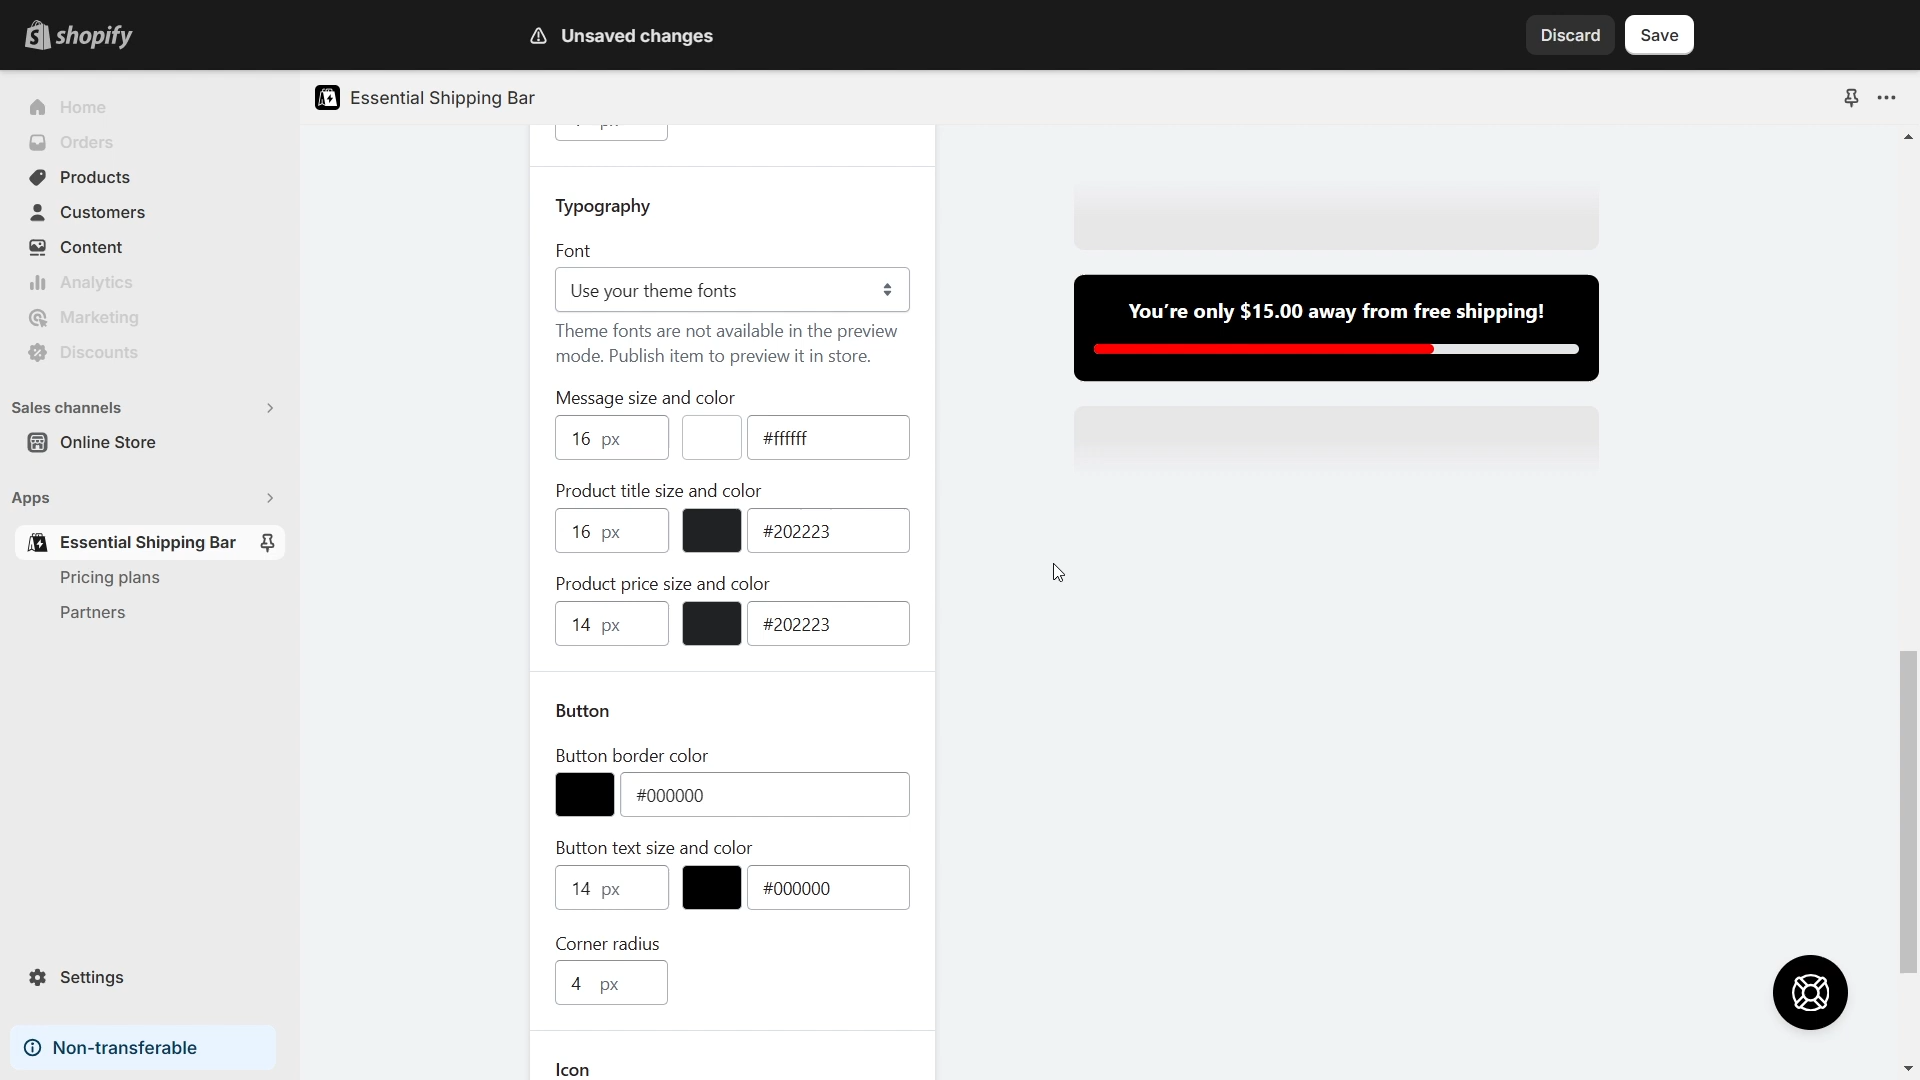 shopify
Unsaved changes
Discard
Save
Home
Orders
Products
Customers
Content
Analytics
Marketing
Discounts
Sales channels
Online Store
Apps
Essential Shipping Bar
Pricing plans
Partners
Settings
Non-transferable
Essential Shipping Bar
Typography
Font
Use your theme fonts
Theme fonts are not available in the preview
mode. Publish item to preview it in store.
Message size and color
16 px #ffffff
Product title size and color
16 px #202223
Product price size and color
14 px #202223
Button
Button border color
#000000
Button text size and color
14 px #000000
Corner radius
4 px
Icon
You're only $15.00 away from free shipping!